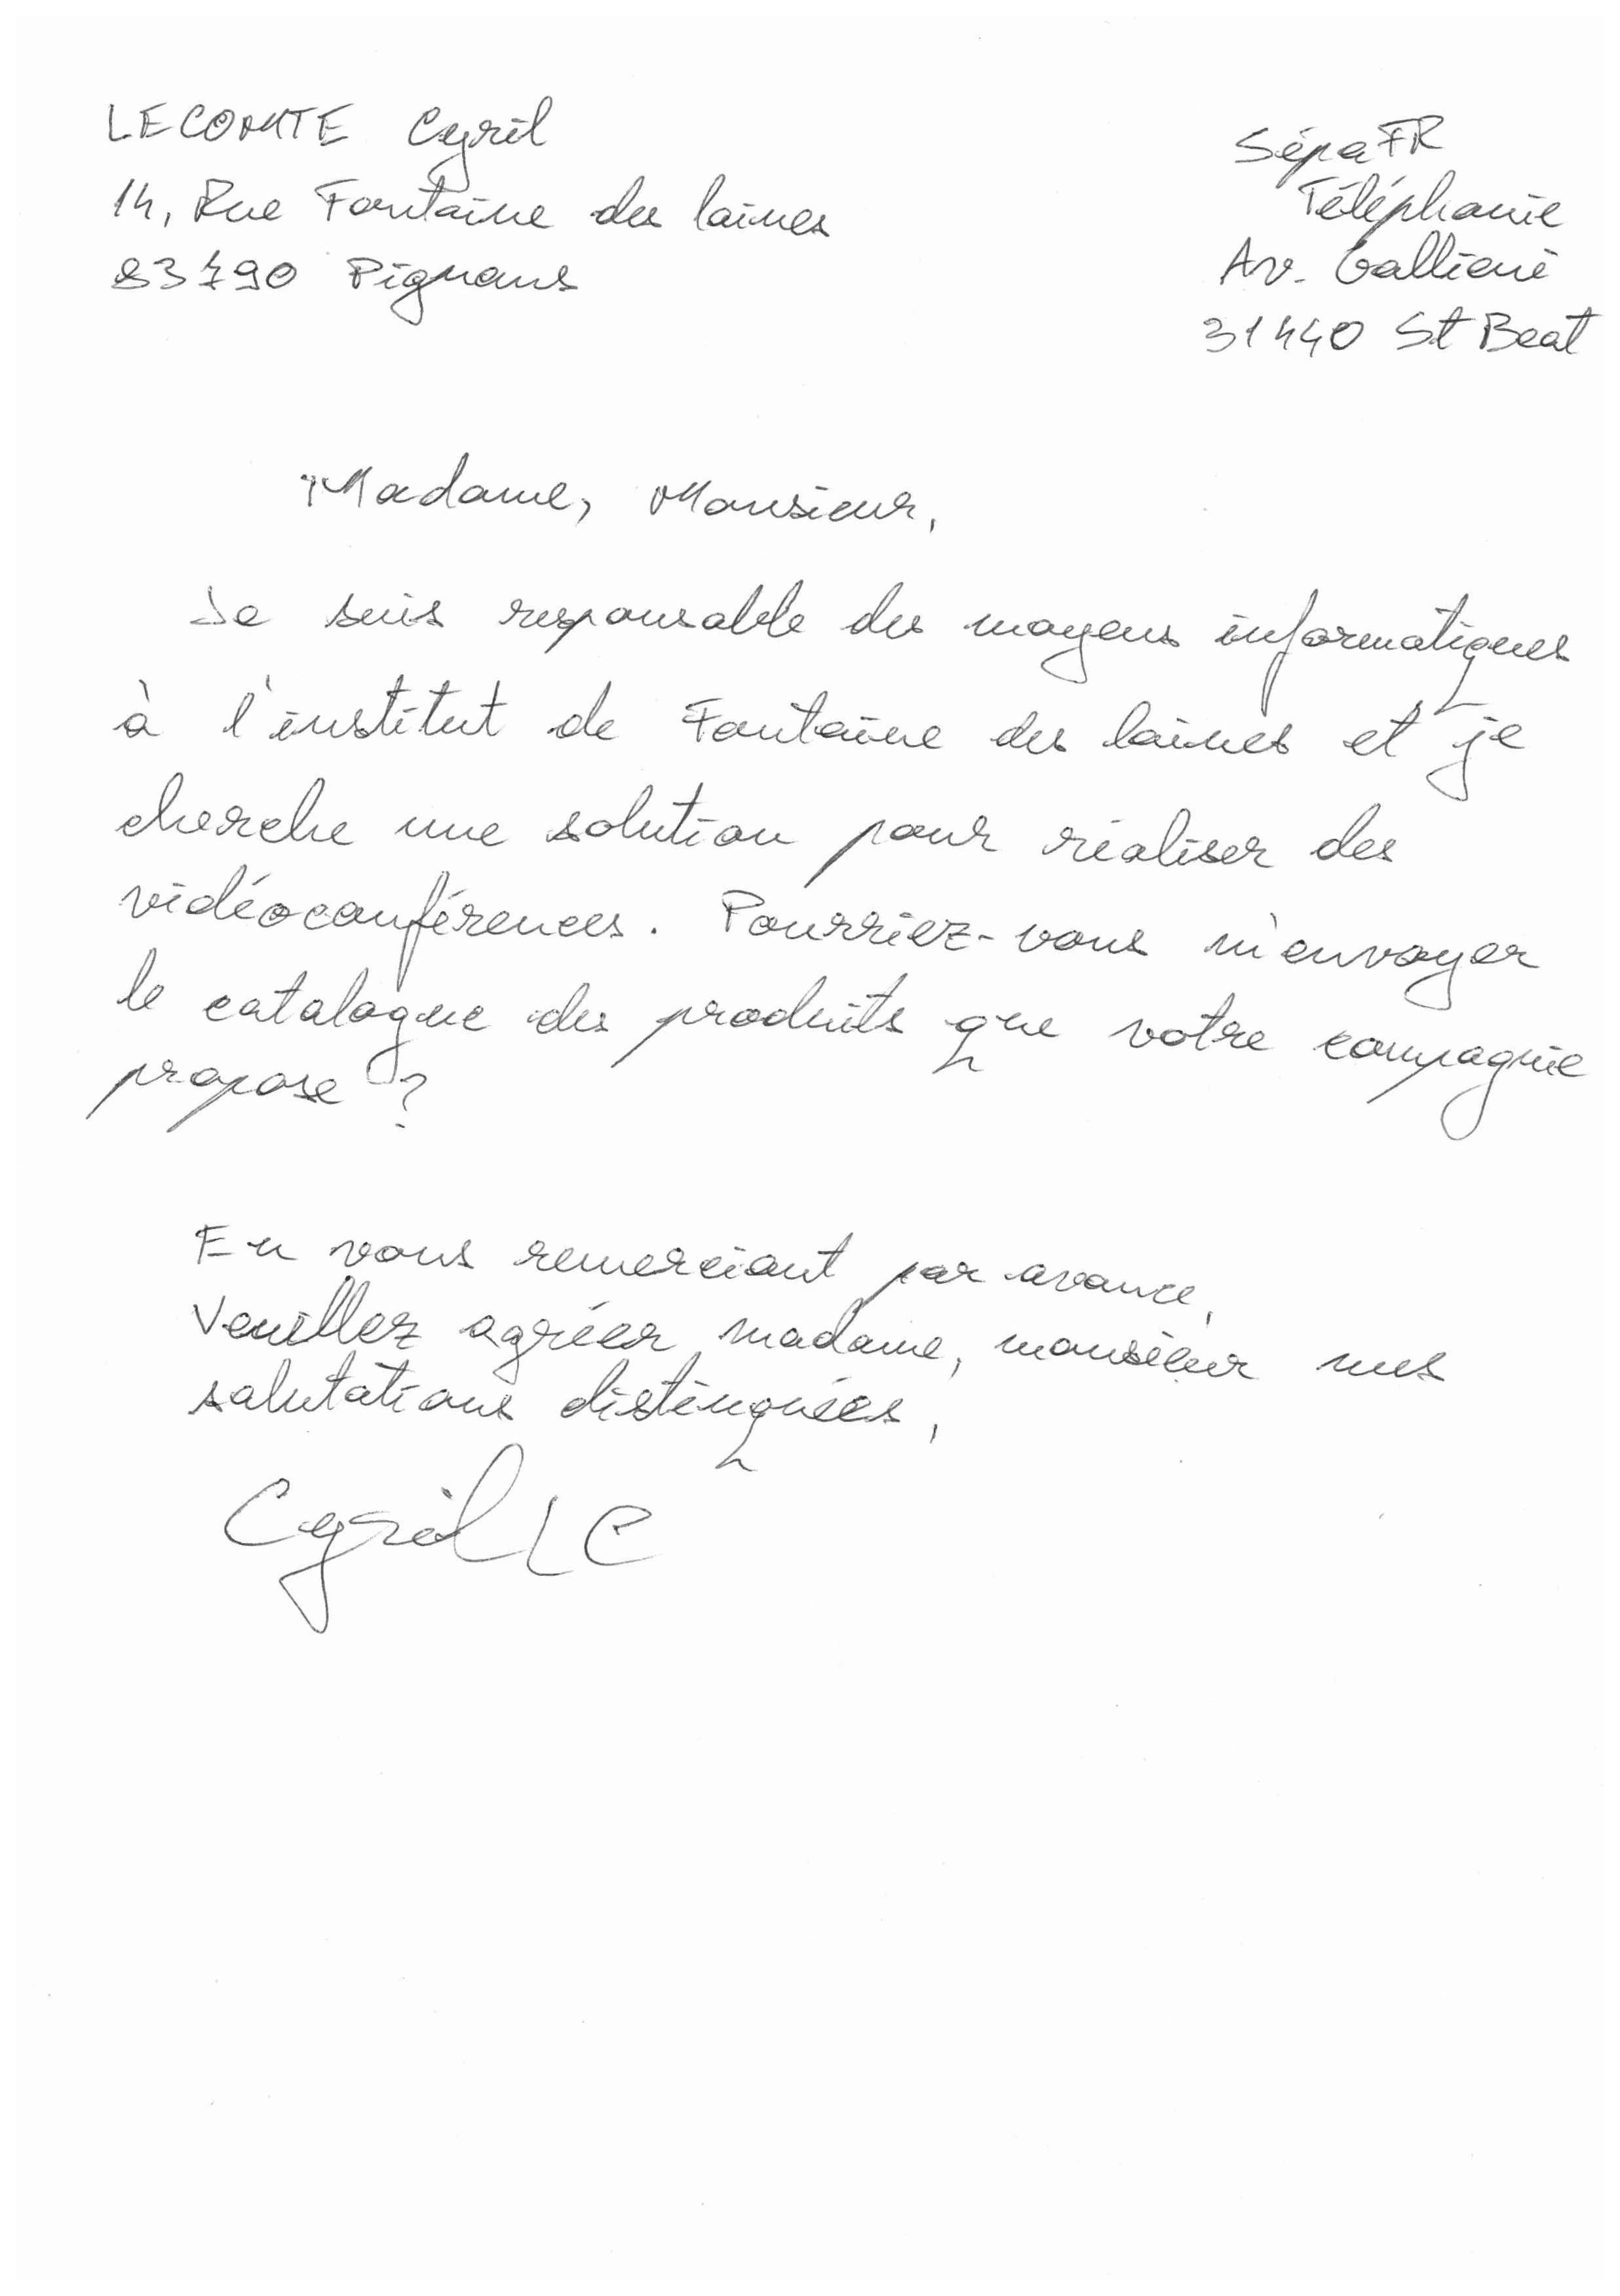 LECOMTE Cyril
14, Rue Fontaine des laines
83790 Pignans
SépaFR
Téléphonie
Av. Gallieni
31440 St Beat
Madame, Monsieur,
Je suis responsable des moyens informatiques
à l'institut de Fontaine des laines et je
cherche une solution pour réaliser des
vidéoconférences. Pourriez-vous m'envoyer
le catalogue des produits que votre compagnie
propose ?
En vous remerciant par avance,
Veuillez agréer madame, monsieur mes
salutations distinguées,
Cyril LC